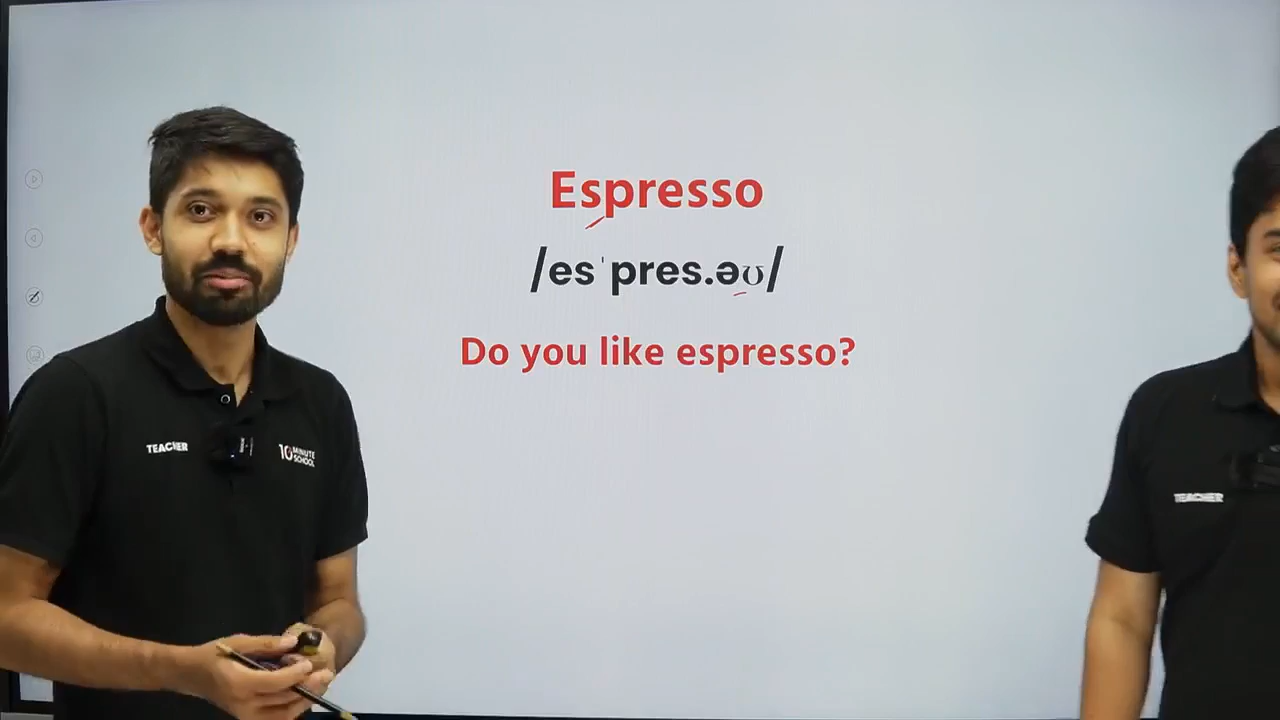 Espresso
/esˈpres.əʊ/
Do you like espresso?
TEACHER
10 MINUTE
SCHOOL
TEACHER